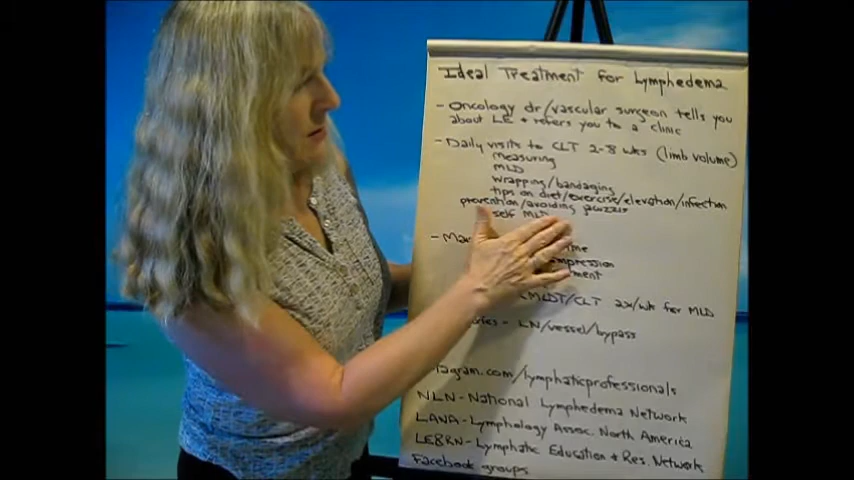 Ideal Treatment for Lymphedema
- Oncology dr/vascular surgeon tells you
about LE + refers you to a clinic
- Daily visits to CLT 2-8 wks (limb volume)
measuring
MLD
wrapping/bandaging
tips on diet/exercise/elevation/infection
prevention/avoiding
self MLD
MLDT/CLT 2x/wk for MLD
- LN/vessel/bypass
.com/lymphaticprofessionals
NLN - National Lymphedema Network
LANA - Lymphology Assoc. North America
LE&RN - Lymphatic Education + Res. Network
Facebook groups